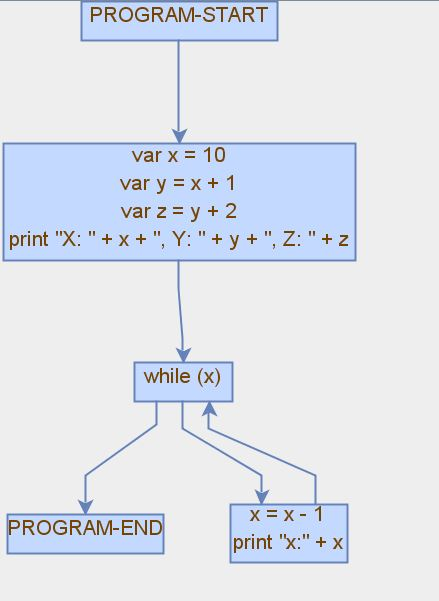 PROGRAM-START
var x = 10
var y = x + 1
var z = y + 2
print "X: " + x + ", Y: " + y + ", Z: " + z
while (x)
PROGRAM-END
x = x - 1
print "x:" + x